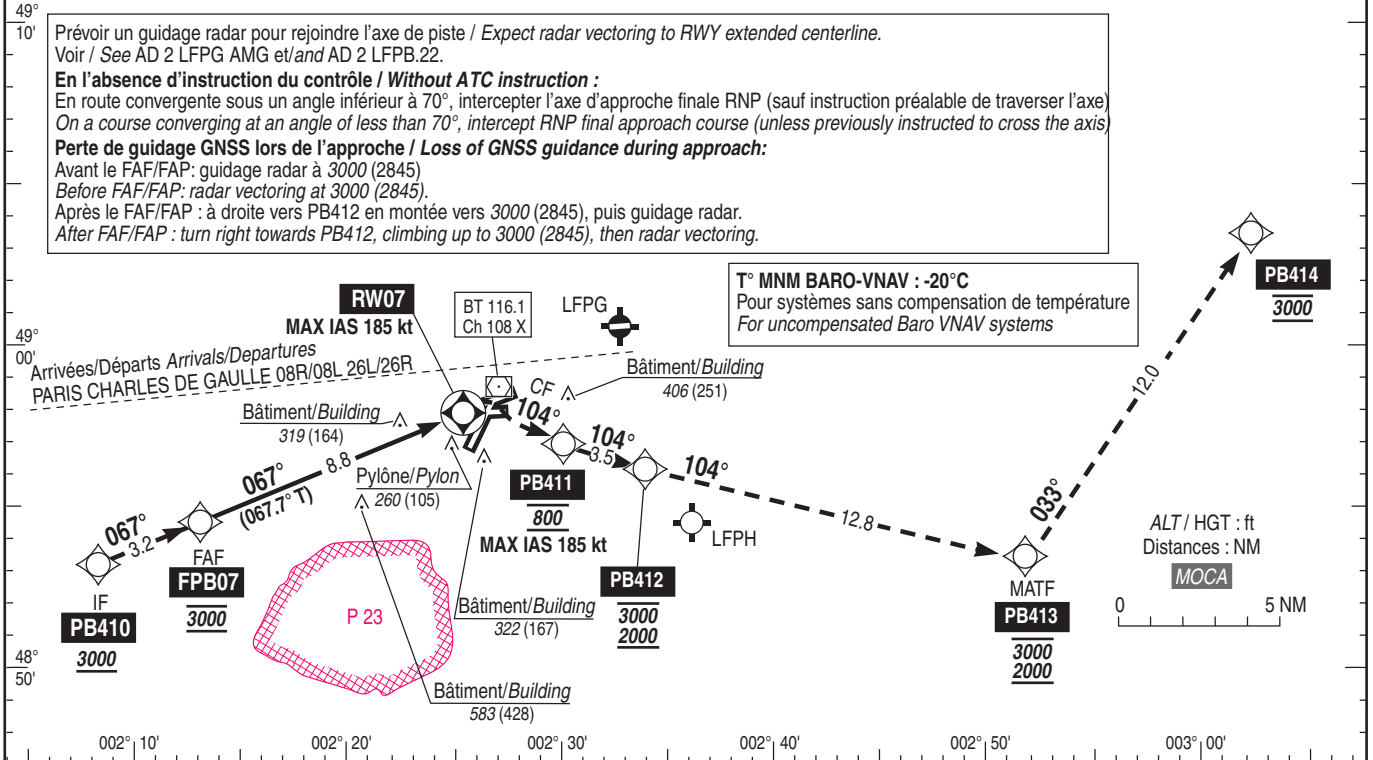 49°
10'
Prévoir un guidage radar pour rejoindre l'axe de piste / Expect radar vectoring to RWY extended centerline.
Voir / See AD 2 LFPG AMG et/and AD 2 LFPB.22.
En l'absence d'instruction du contrôle / Without ATC instruction :
En route convergente sous un angle inférieur à 70°, intercepter l'axe d'approche finale RNP (sauf instruction préalable de traverser l'axe)
On a course converging at an angle of less than 70°, intercept RNP final approach course (unless previously instructed to cross the axis)
Perte de guidage GNSS lors de l'approche / Loss of GNSS guidance during approach:
Avant le FAF/FAP: guidage radar à 3000 (2845)
Before FAF/FAP: radar vectoring at 3000 (2845).
Après le FAF/FAP : à droite vers PB412 en montée vers 3000 (2845), puis guidage radar.
After FAF/FAP : turn right towards PB412, climbing up to 3000 (2845), then radar vectoring.
T° MNM BARO-VNAV : -20°C
Pour systèmes sans compensation de température
For uncompensated Baro VNAV systems
PB414
3000
RW07
MAX IAS 185 kt
BT 116.1
Ch 108 X
LFPG
49°
00'
Arrivées/Départs Arrivals/Departures
PARIS CHARLES DE GAULLE 08R/08L 26L/26R
Bâtiment/Building
406 (251)
12.0
CF
104°
Bâtiment/Building
319 (164)
104°
3.5
104°
067°
8.8
(067.7° T)
Pylône/Pylon
260 (105)
PB411
800
MAX IAS 185 kt
033°
12.8
LFPH
067°
3.2
FAF
FPB07
3000
IF
PB410
3000
P 23
PB412
3000
2000
Bâtiment/Building
322 (167)
MATF
PB413
3000
2000
ALT / HGT : ft
Distances : NM
MOCA
0 5 NM
48°
50'
Bâtiment/Building
583 (428)
002° 10' 002° 20' 002° 30' 002° 40' 002° 50' 003° 00'